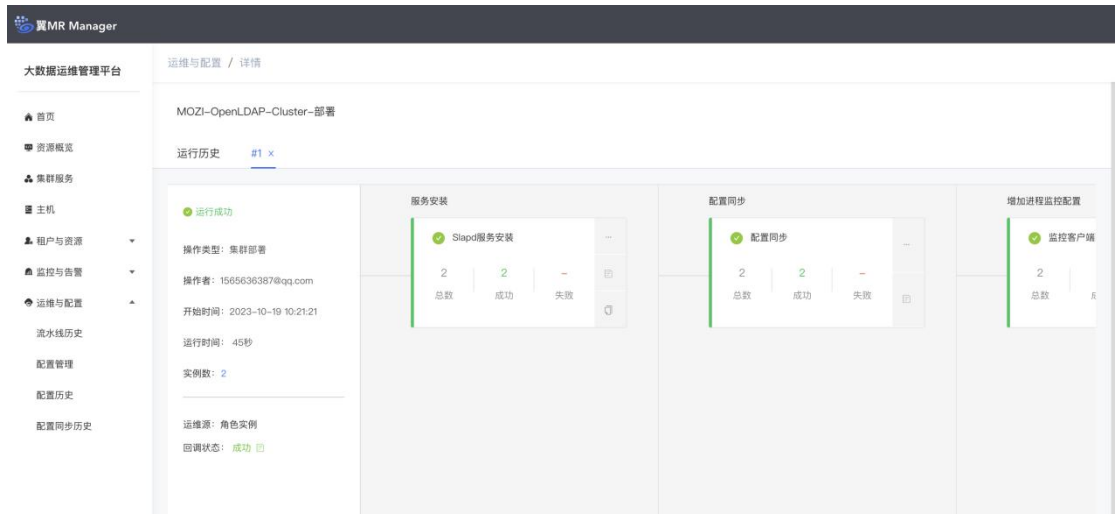 翼MR Manager
大数据运维管理平台
首页
资源概览
集群服务
主机
租户与资源
监控与告警
运维与配置
流水线历史
配置管理
配置历史
配置同步历史
运维与配置 / 详情
MOZI-OpenLDAP-Cluster-部署
运行历史 #1 ×
运行成功
操作类型: 集群部署
操作者: 1565636387@qq.com
开始时间: 2023-10-19 10:21:21
运行时间: 45秒
实例数: 2
运维源: 角色实例
回调状态: 成功
服务安装
Slapd服务安装
2 2 -
总数 成功 失败
配置同步
配置同步
2 2 -
总数 成功 失败
增加进程监控配置
监控客户端
2
总数